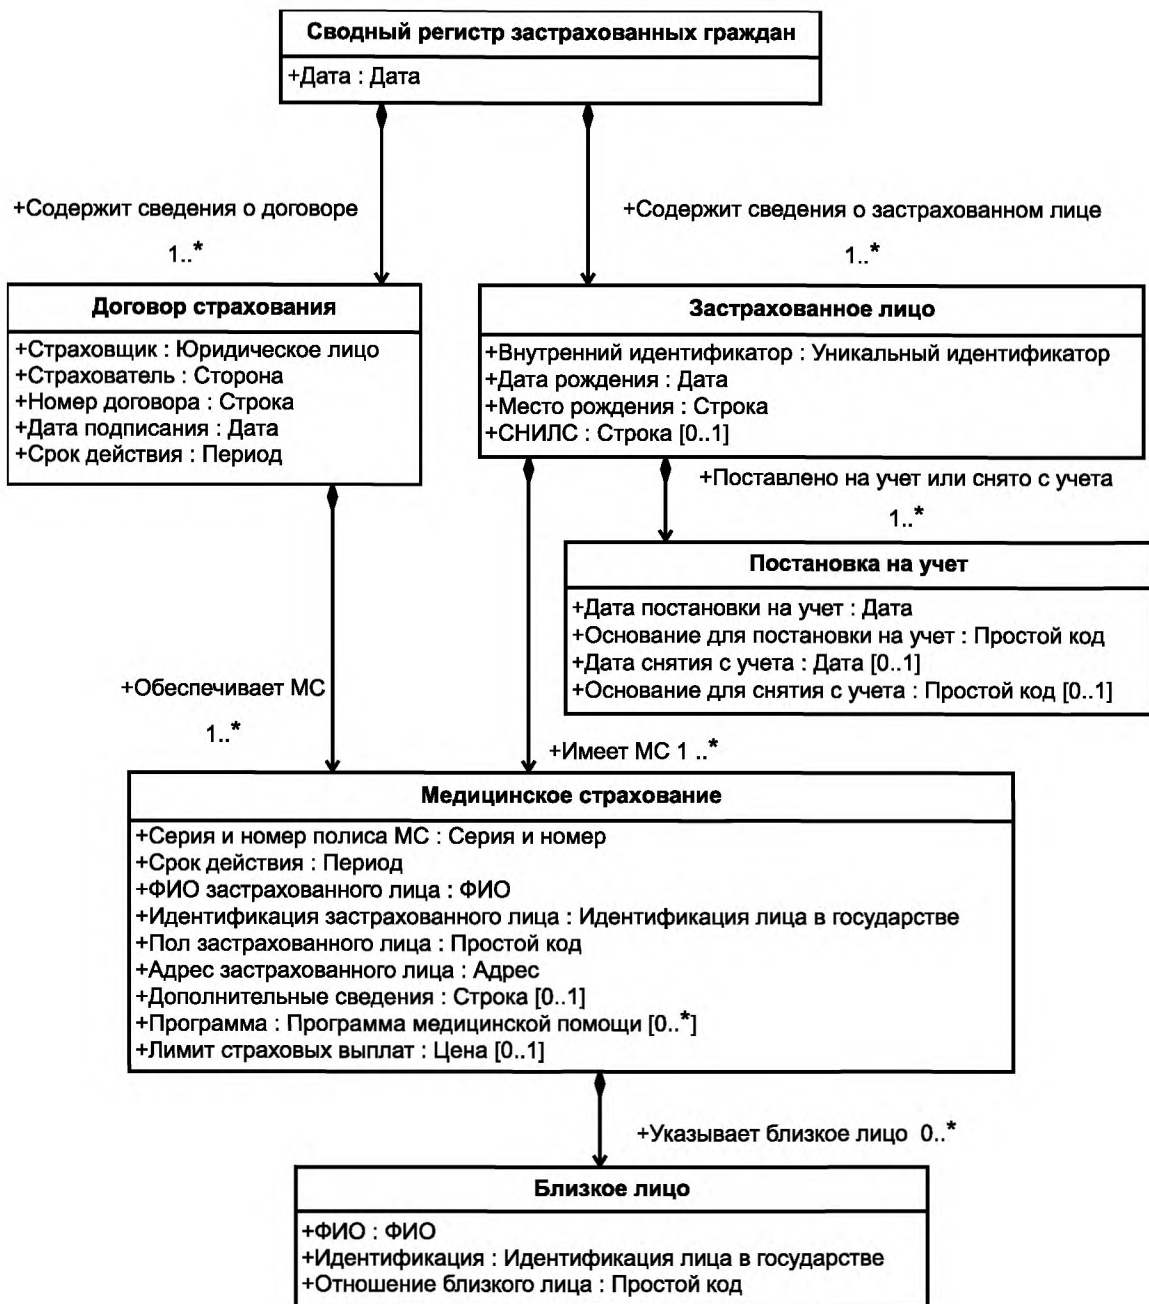 Сводный регистр застрахованных граждан
+Дата : Дата
+Содержит сведения о договоре
1..*
+Содержит сведения о застрахованном лице
1..*
Договор страхования
+Страховщик : Юридическое лицо
+Страхователь : Сторона
+Номер договора : Строка
+Дата подписания : Дата
+Срок действия : Период
Застрахованное лицо
+Внутренний идентификатор : Уникальный идентификатор
+Дата рождения : Дата
+Место рождения : Строка
+СНИЛС : Строка [0..1]
+Поставлено на учет или снято с учета
1..*
Постановка на учет
+Дата постановки на учет : Дата
+Основание для постановки на учет : Простой код
+Дата снятия с учета : Дата [0..1]
+Основание для снятия с учета : Простой код [0..1]
+Обеспечивает МС
1..*
+Имеет МС 1 ..*
Медицинское страхование
+Серия и номер полиса МС : Серия и номер
+Срок действия : Период
+ФИО застрахованного лица : ФИО
+Идентификация застрахованного лица : Идентификация лица в государстве
+Пол застрахованного лица : Простой код
+Адрес застрахованного лица : Адрес
+Дополнительные сведения : Строка [0..1]
+Программа : Программа медицинской помощи [0..*]
+Лимит страховых выплат : Цена [0..1]
+Указывает близкое лицо 0..*
Близкое лицо
+ФИО : ФИО
+Идентификация : Идентификация лица в государстве
+Отношение близкого лица : Простой код